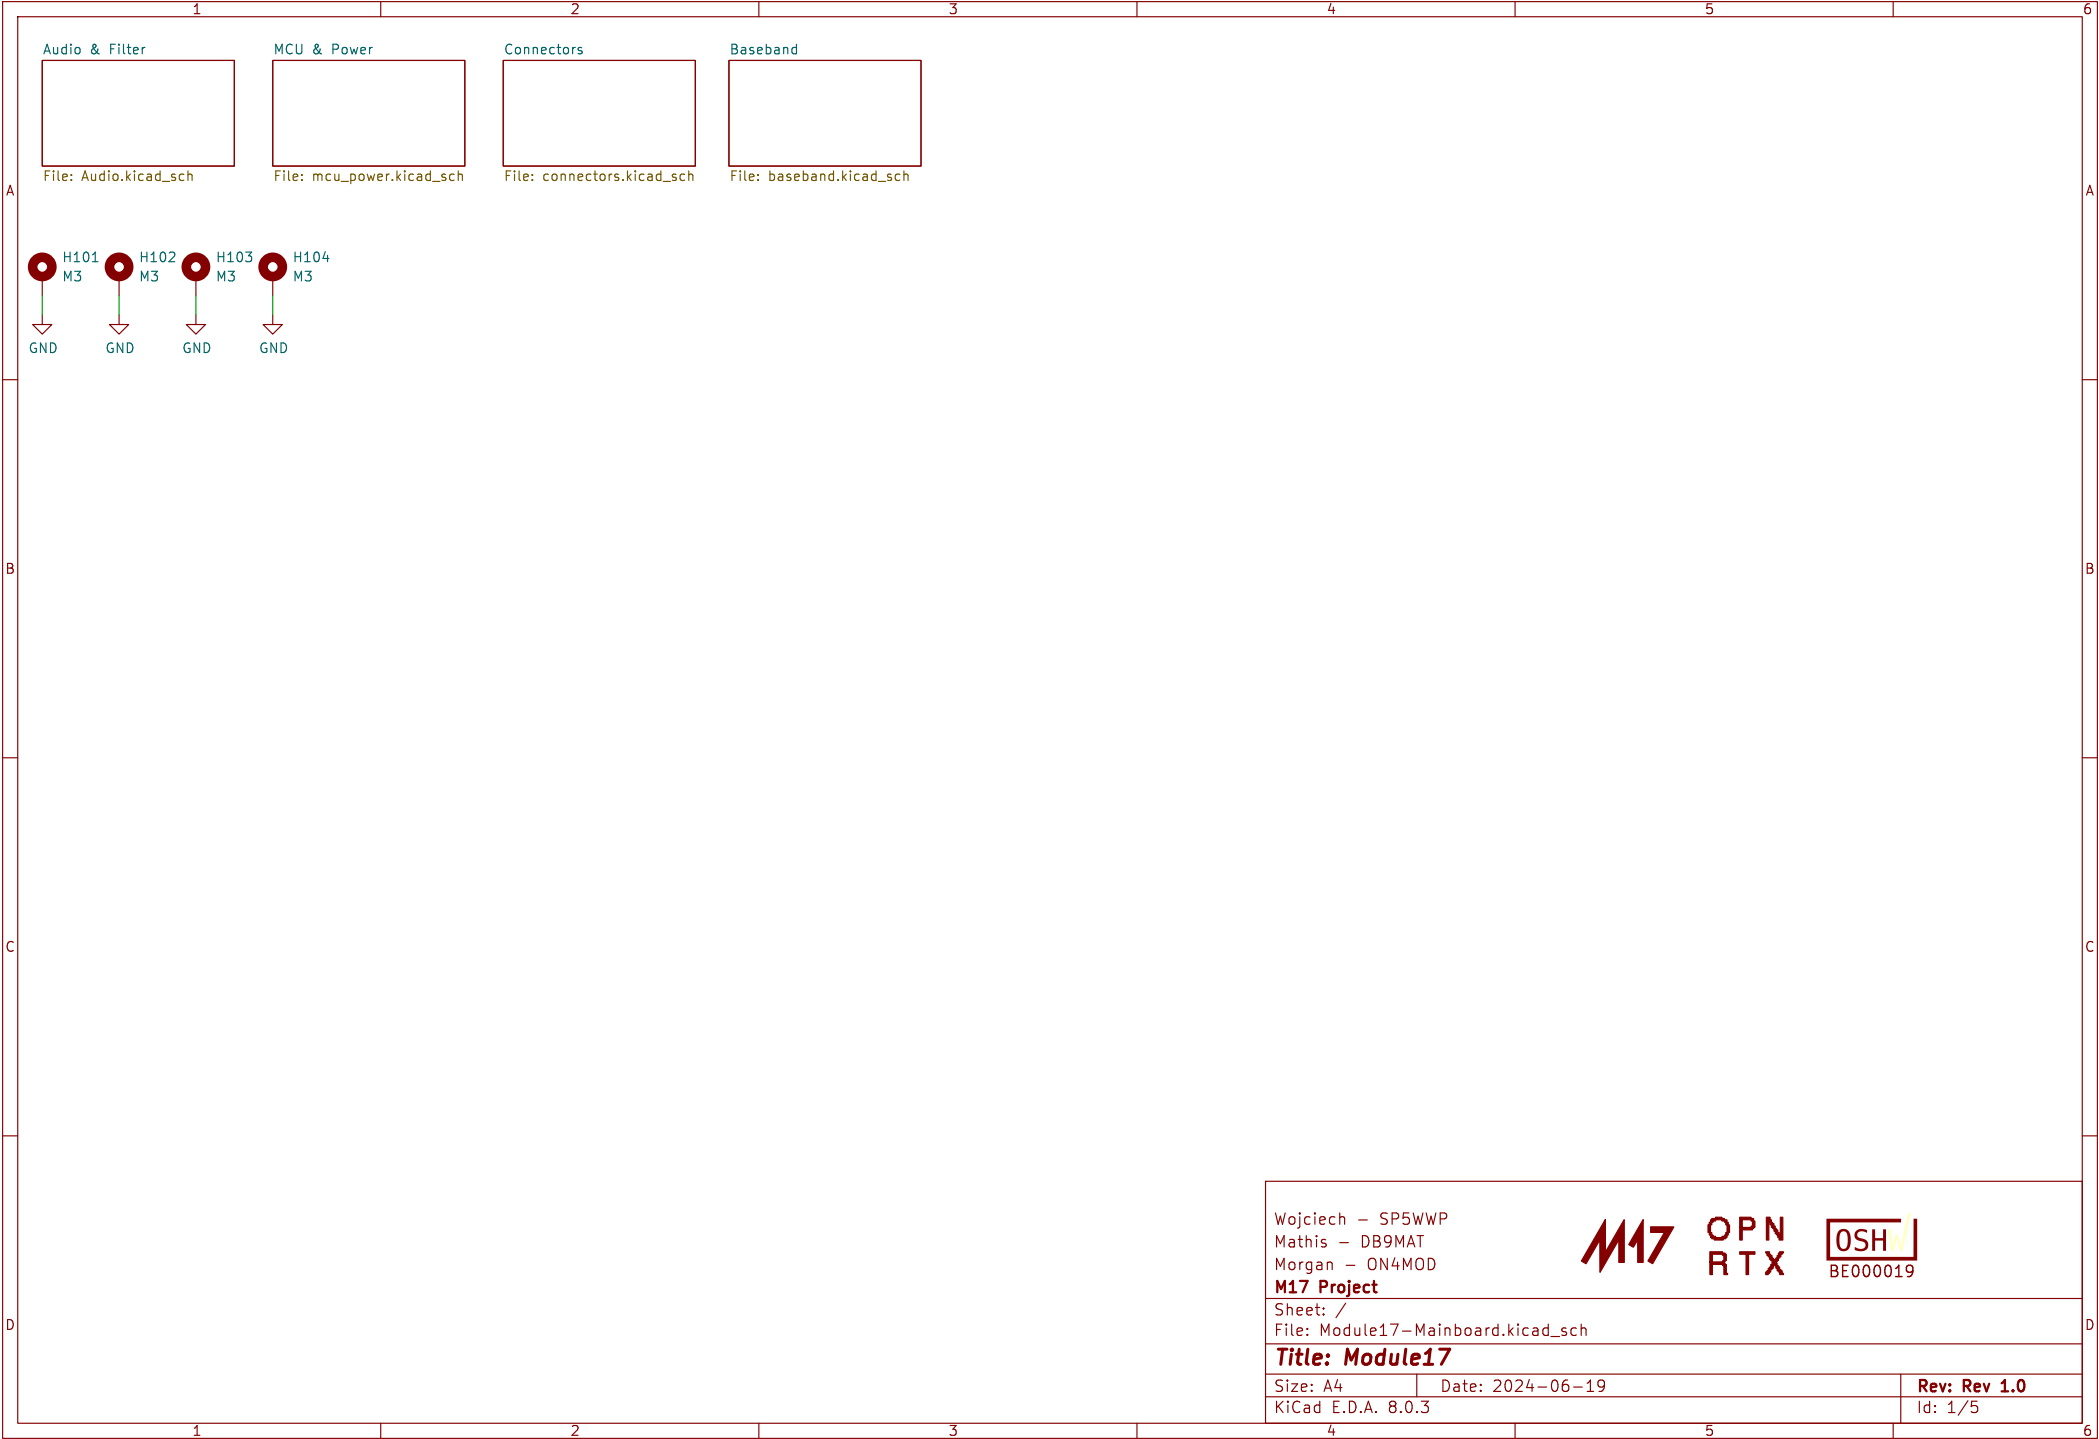 1 2 3 4 5 6
Audio & Filter
MCU & Power
Connectors
Baseband
File: Audio.kicad_sch
File: mcu_power.kicad_sch
File: connectors.kicad_sch
File: baseband.kicad_sch
A A
H101
M3
H102
M3
H103
M3
H104
M3
GND GND GND GND
B B
C C
Wojciech - SP5WWP
Mathis - DB9MAT
Morgan - ON4MOD
M17 Project
M17
OPN
RTX
OSHW
BE000019
Sheet: /
File: Module17-Mainboard.kicad_sch
D D
Title: Module17
Size: A4
Date: 2024-06-19
Rev: Rev 1.0
KiCad E.D.A. 8.0.3
Id: 1/5
1 2 3 4 5 6